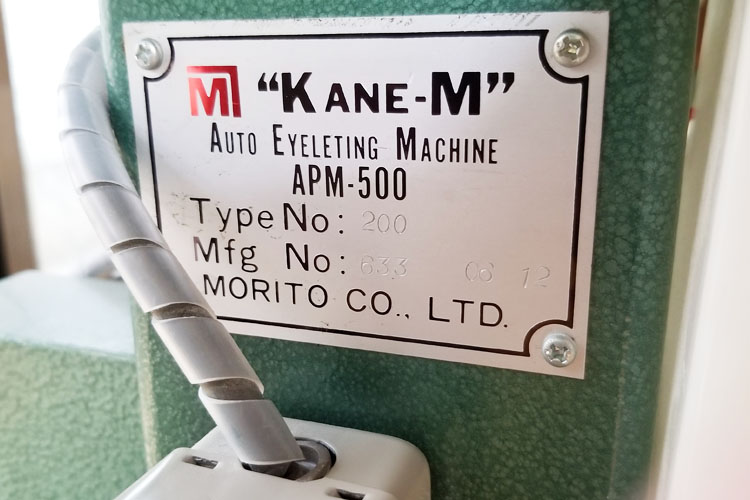 M "KANE-M"
AUTO EYELETING MACHINE
APM-500
Type No: 200
Mfg No: 633 06 12
MORITO CO., LTD.